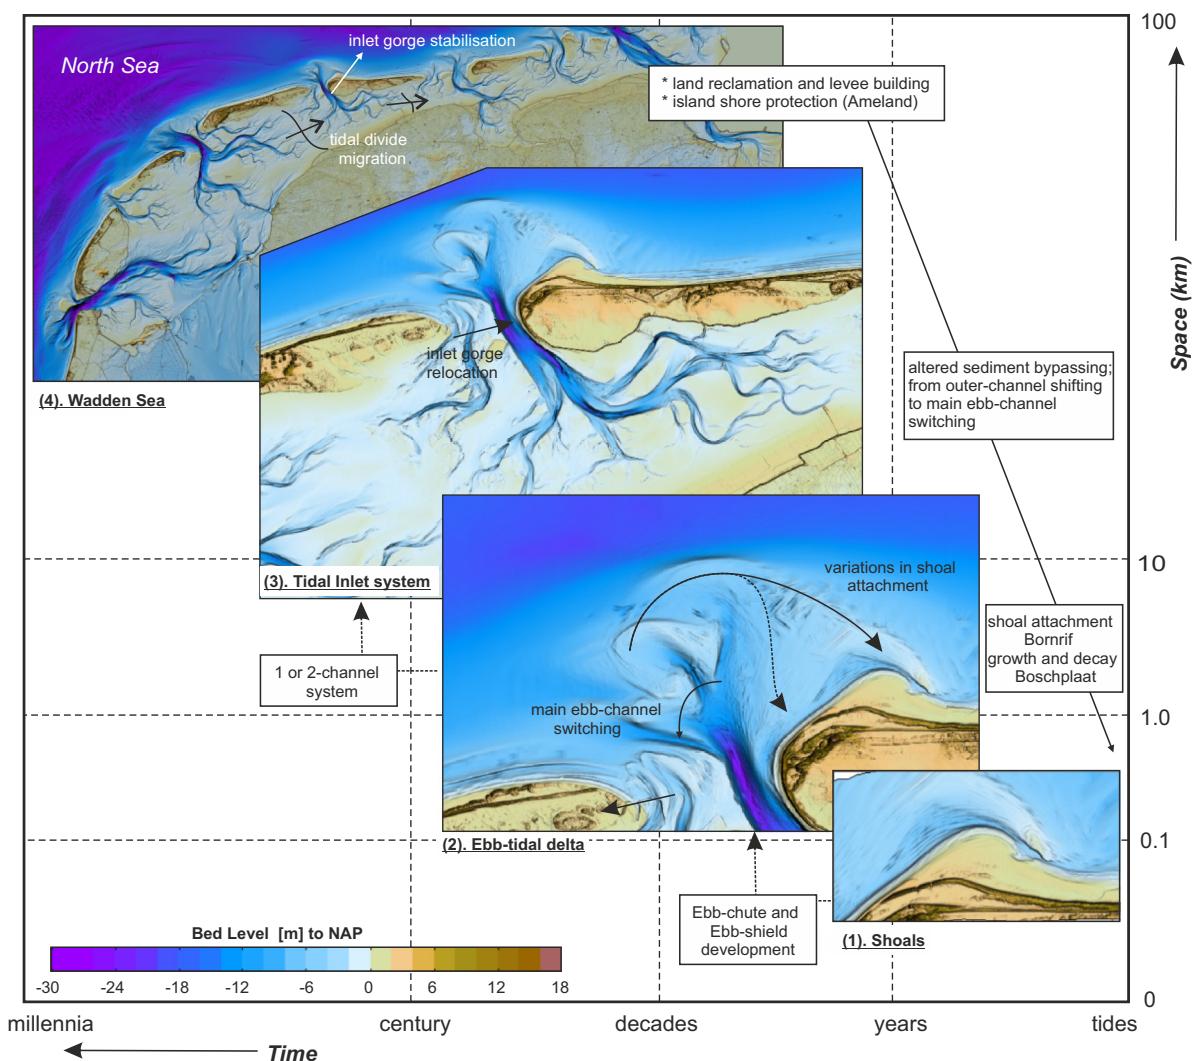 100
North Sea
inlet gorge stabilisation
* land reclamation and levee building
* island shore protection (Ameland)
tidal divide
migration
Space (km)
inlet gorge
relocation
altered sediment bypassing;
from outer-channel shifting
to main ebb-channel
switching
(4). Wadden Sea
10
variations in shoal
attachment
(3). Tidal Inlet system
shoal attachment
Bornrif
growth and decay
Boschplaat
1 or 2-channel
system
main ebb-channel
switching
1.0
(2). Ebb-tidal delta
0.1
Ebb-chute and
Ebb-shield
development
(1). Shoals
Bed Level [m] to NAP
-30 -24 -18 -12 -6 0 6 12 18
0
millennia century decades years tides
Time